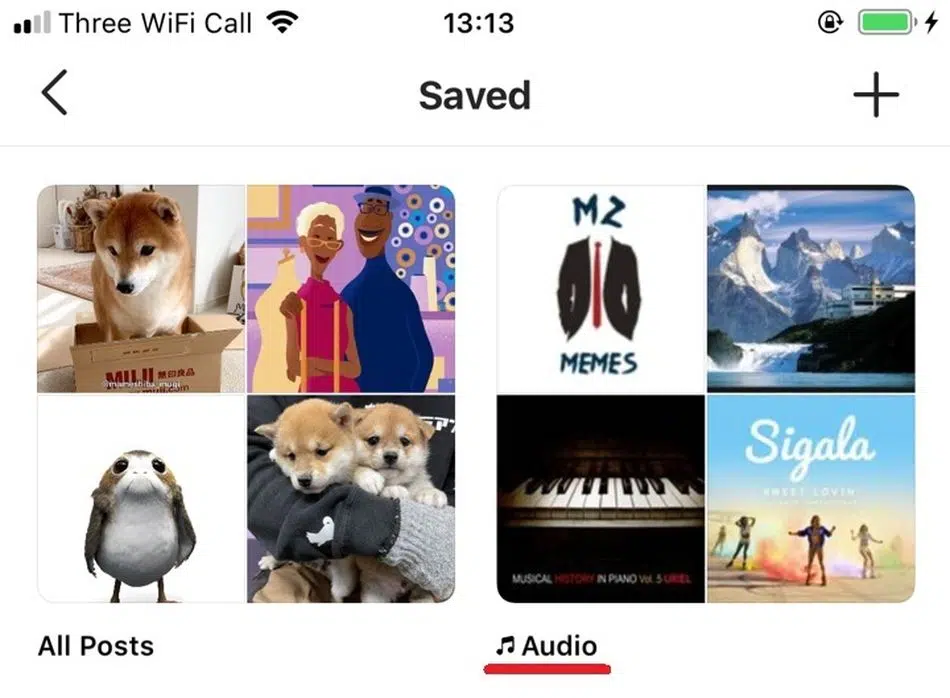 Three WiFi Call
13:13
Saved
@mameshiba_mugi
MUJI 無印良品
MZ
MEMES
MUSICAL HISTORY IN PIANO Vol. 5 URIEL
Sigala
SWEET LOVIN
All Posts
Audio